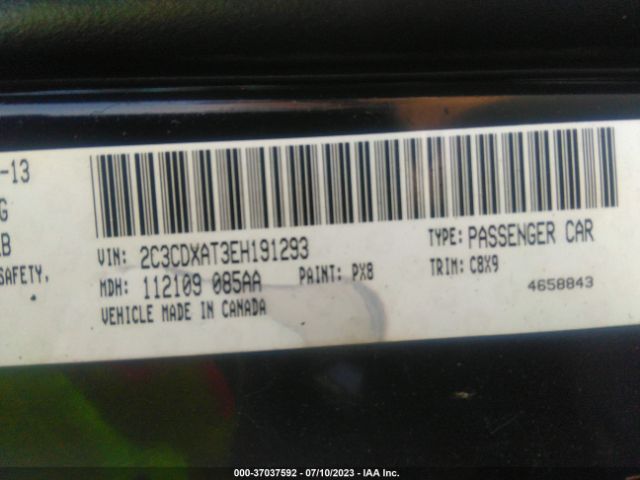 -13
G
LB
SAFETY,
VIN: 2C3CDXAT3EH191293
TYPE: PASSENGER CAR
MDH: 112109 085AA
PAINT: PX8
TRIM: C8X9
VEHICLE MADE IN CANADA
4658843
000-37037592 - 07/10/2023 - IAA Inc.